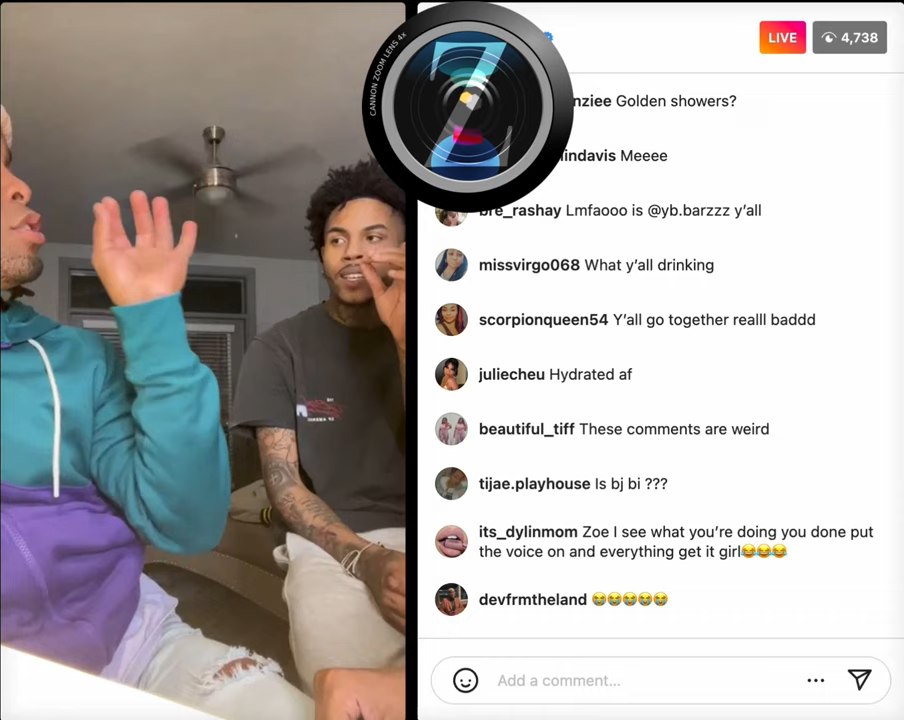 CANNON ZOOM LENS 4x
Z
LIVE 4,738
nziee Golden showers?
lindavis Meeee
bre_rashay Lmfaooo is @yb.barzzz y’all
missvirgo068 What y’all drinking
scorpionqueen54 Y’all go together realll baddd
juliecheu Hydrated af
beautiful_tiff These comments are weird
tijae.playhouse Is bj bi ???
its_dylinmom Zoe I see what you’re doing you done put
the voice on and everything get it girl😂😂😂
devfrmtheland 😭😭😭😭😭
Add a comment...